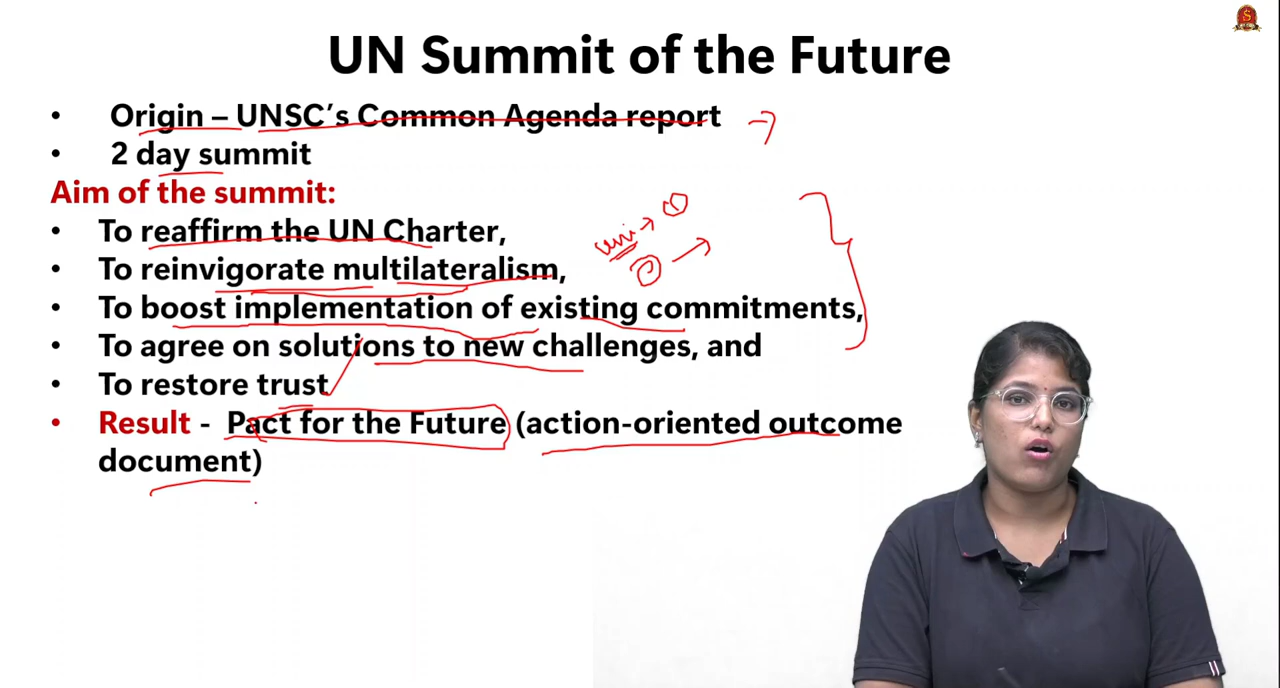 UN Summit of the Future
• Origin – UNSC's Common Agenda report
• 2 day summit
Aim of the summit:
• To reaffirm the UN Charter,
• To reinvigorate multilateralism,
• To boost implementation of existing commitments,
• To agree on solutions to new challenges, and
• To restore trust
• Result - Pact for the Future (action-oriented outcome
document)